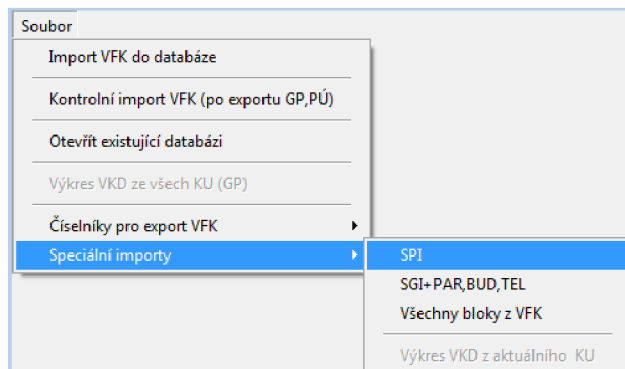 Soubor
Import VFK do databáze
Kontrolní import VFK (po exportu GP,PÚ)
Otevřít existující databázi
Výkres VKD ze všech KU (GP)
Číselníky pro export VFK
Speciální importy
SPI
SGI+PAR,BUD,TEL
Všechny bloky z VFK
Výkres VKD z aktuálního KU